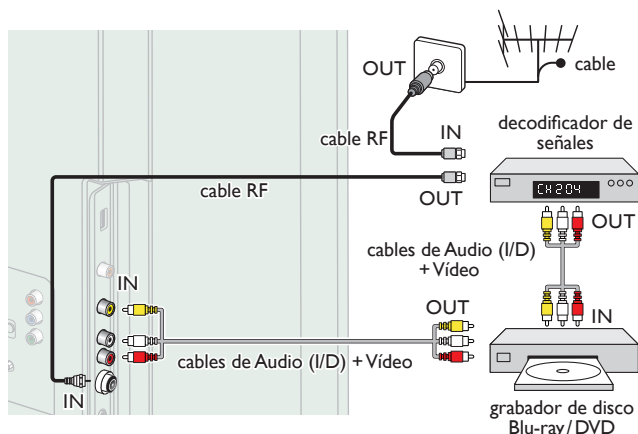 OUT
cable
cable RF
IN
decodificador de
señales
cable RF
OUT
CH204
OUT
cables de Audio (I/D)
+ Vídeo
IN
OUT
IN
cables de Audio (I/D) + Vídeo
IN
grabador de disco
Blu-ray/DVD